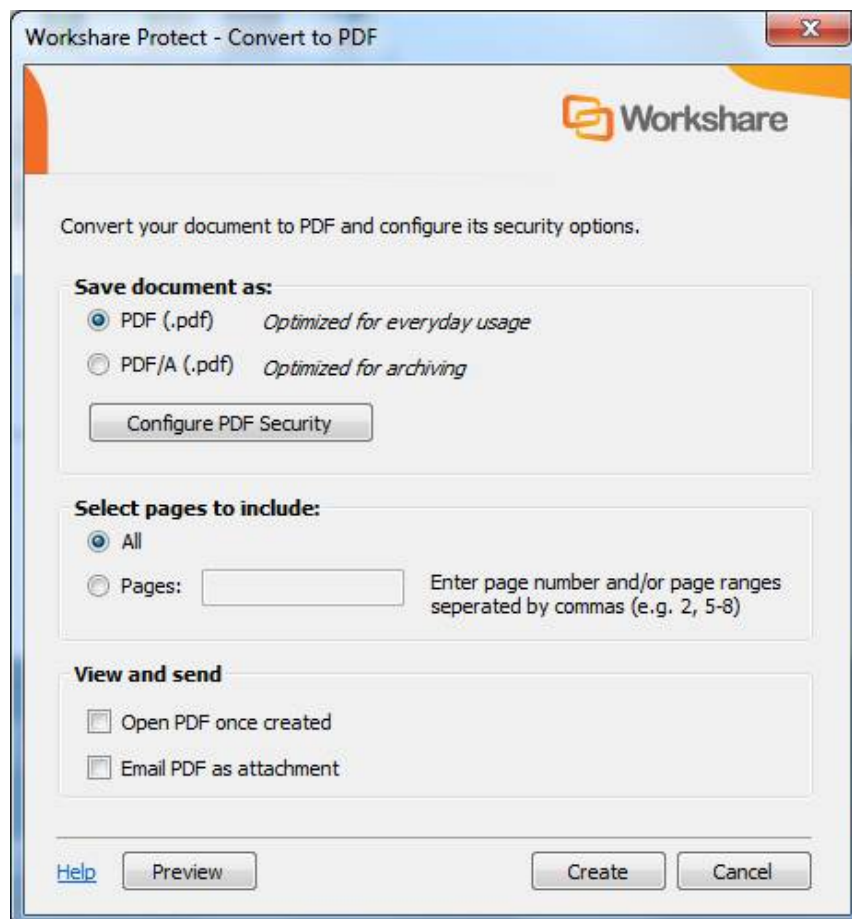 Workshare Protect - Convert to PDF
Workshare
Convert your document to PDF and configure its security options.
Save document as:
PDF (.pdf) Optimized for everyday usage
PDF/A (.pdf) Optimized for archiving
Configure PDF Security
Select pages to include:
All
Pages: Enter page number and/or page ranges
seperated by commas (e.g. 2, 5-8)
View and send
Open PDF once created
Email PDF as attachment
Help Preview Create Cancel